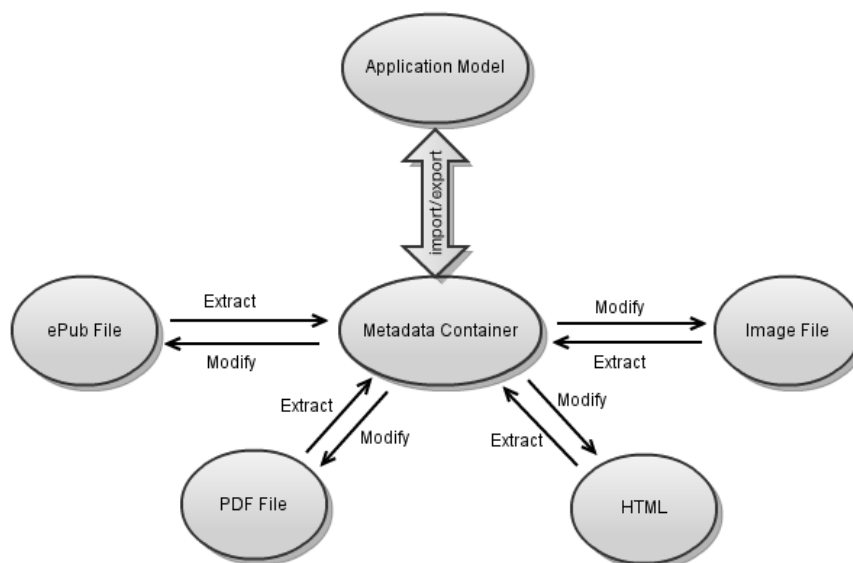 Application Model
import/export
Extract
ePub File
Modify
Metadada Container
Modify
Image File
Extract
Extract
Modify
Modify
Extract
PDF File
HTML